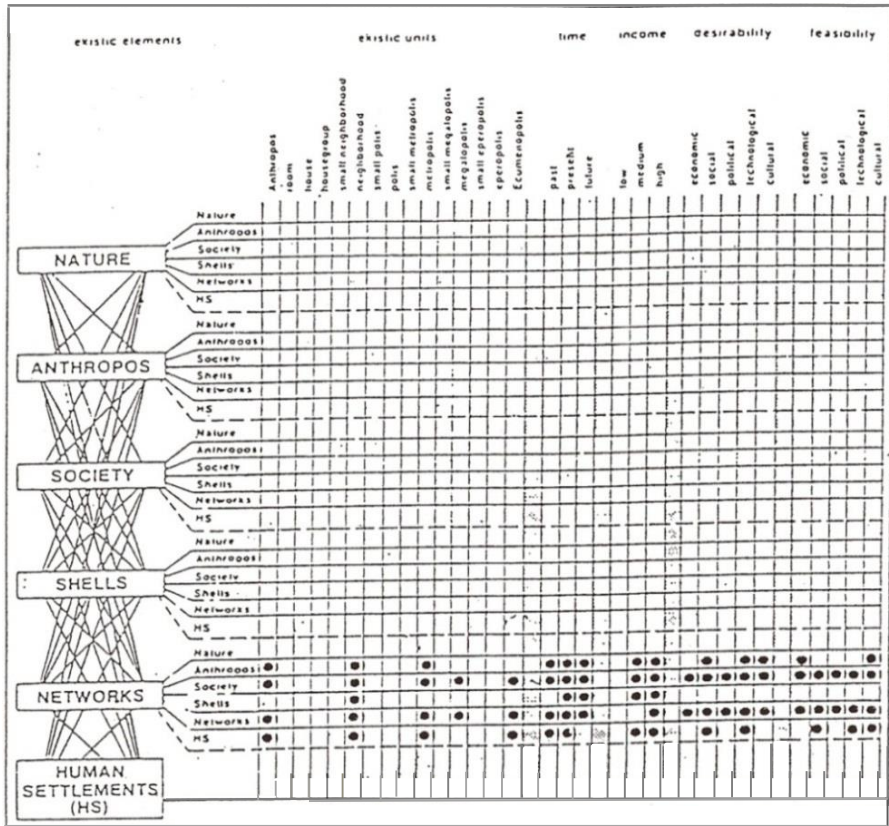 ekistic elements ekistic units time income desirability feasibility
Anthropos
room
house
housegroup
small neighborhood
neighborhood
small polis
polis
small metropolis
metropolis
small megalopolis
megalopolis
small eperopolis
eperopolis
Ecumenopolis
past
present
future
low
medium
high
economic
social
political
technological
cultural
economic
social
political
technological
cultural
NATURE
Nature
Anthropos
Society
Shells
Networks
HS
ANTHROPOS
Nature
Anthropos
Society
Shells
Networks
HS
SOCIETY
Nature
Anthropos
Society
Shells
Networks
HS
SHELLS
Nature
Anthropos
Society
Shells
Networks
HS
NETWORKS
Nature
Anthropos
Society
Shells
Networks
HS
HUMAN
SETTLEMENTS
(HS)